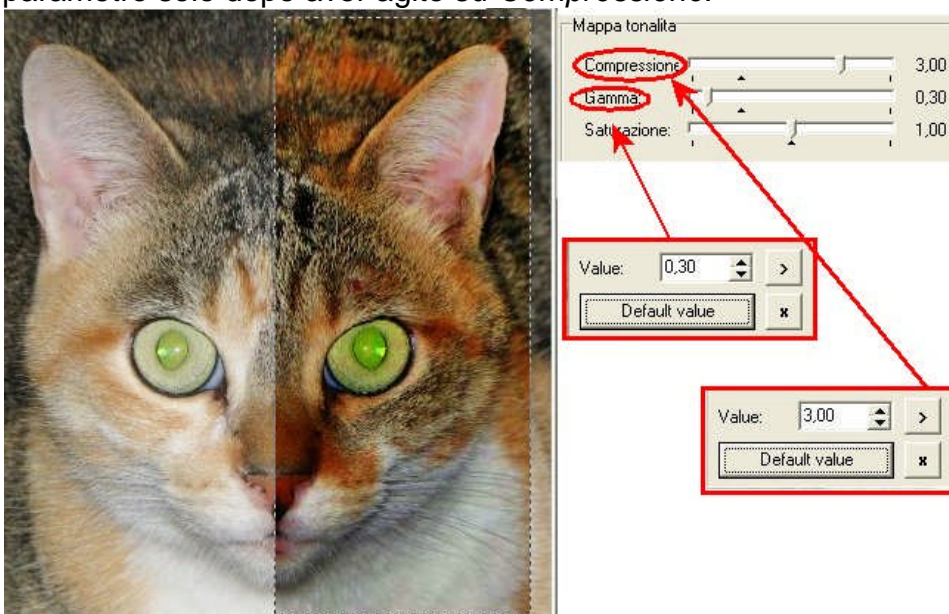 parametro solo dopo aver agito su Compressione.
Mappa tonalita
Compressione 3,00
Gamma: 0,30
Saturazione: 1,00
Value: 0,30 >
Default value x
Value: 3,00 >
Default value x